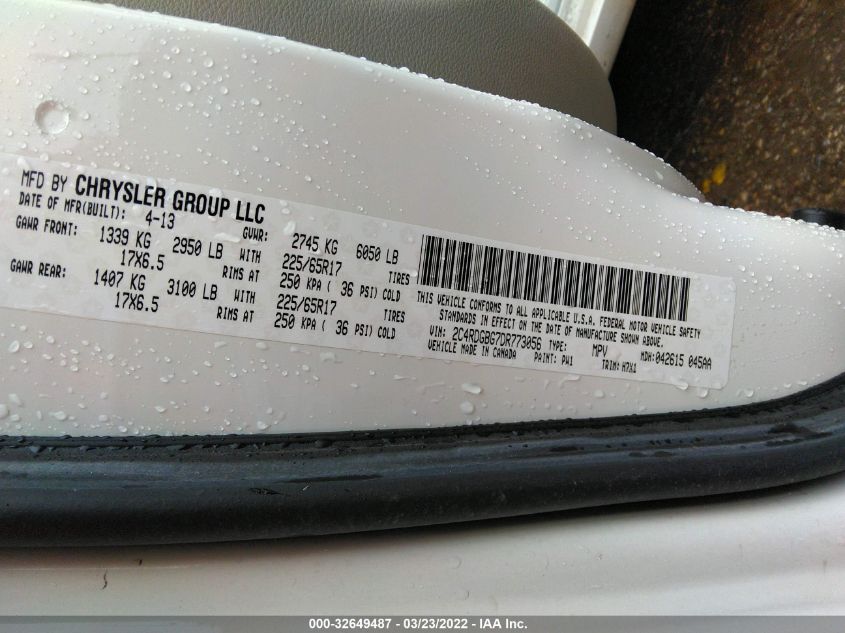 MFD BY CHRYSLER GROUP LLC
DATE OF MFR(BUILT): 4-13 GVWR: 2745 KG 6050 LB
GAWR FRONT: 1339 KG 2950 LB WITH 225/65R17 TIRES
17X6.5 RIMS AT 250 KPA ( 36 PSI) COLD
GAWR REAR: 1407 KG 3100 LB WITH 225/65R17 TIRES
17X6.5 RIMS AT 250 KPA ( 36 PSI) COLD
THIS VEHICLE CONFORMS TO ALL APPLICABLE U.S.A. FEDERAL MOTOR VEHICLE SAFETY
STANDARDS IN EFFECT ON THE DATE OF MANUFACTURE SHOWN ABOVE.
VIN: 2C4RDGBG7DR773056 TYPE: MPV MDH: 042615 045AA
VEHICLE MADE IN CANADA PAINT: PW1 TRIM: M7X1
000-32649487 - 03/23/2022 - IAA Inc.